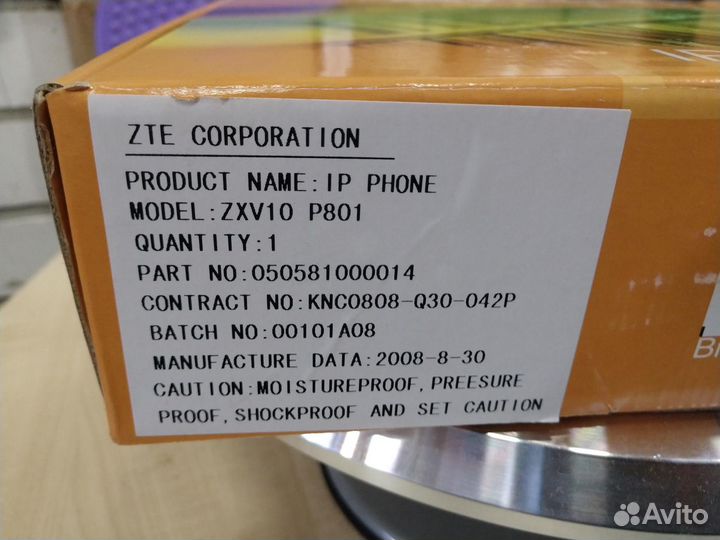 ZTE CORPORATION
PRODUCT NAME:IP PHONE
MODEL:ZXV10 P801
QUANTITY:1
PART NO:050581000014
CONTRACT NO:KNC0808-Q30-042P
BATCH NO:00101A08
MANUFACTURE DATA:2008-8-30
CAUTION:MOISTUREPROOF,PREESURE
PROOF,SHOCKPROOF AND SET CAUTION
Avito